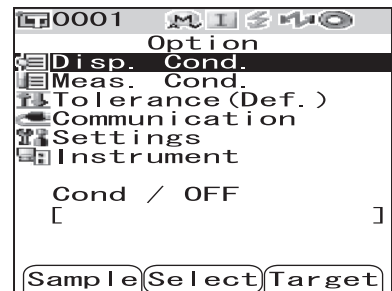 0001 M I
Option
Disp. Cond.
Meas. Cond.
Tolerance(Def.)
Communication
Settings
Instrument
Cond / OFF
[ ]
Sample Select Target